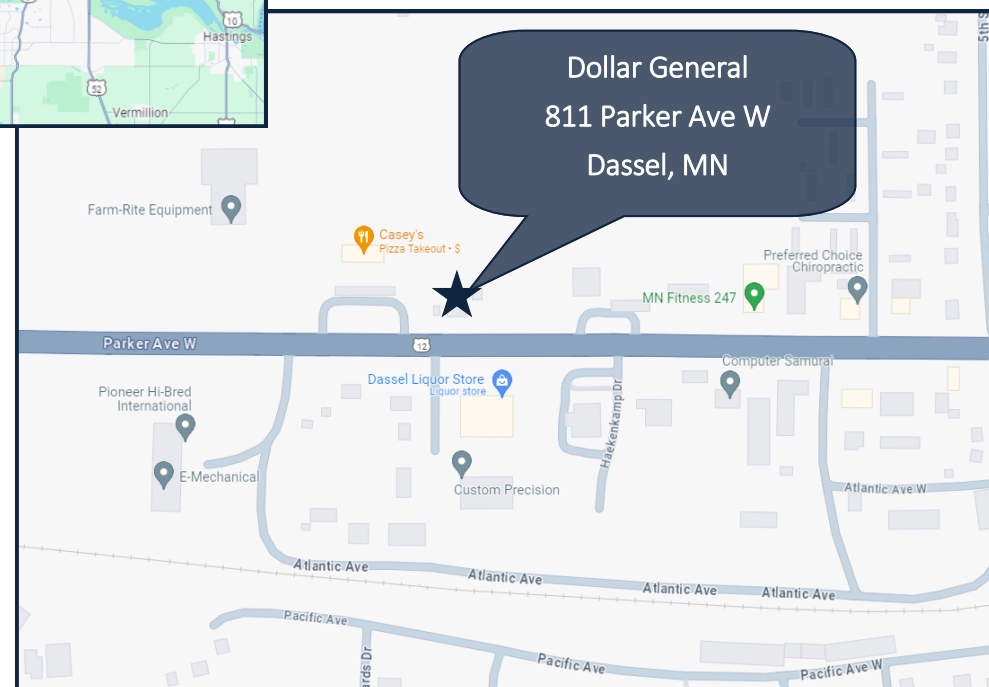 10
Hastings
52
Vermillion
5th S
Dollar General
811 Parker Ave W
Dassel, MN
Farm-Rite Equipment
Casey's
Pizza Takeout • $
Preferred Choice
Chiropractic
MN Fitness 247
Parker Ave W
12
Computer Samurai
Dassel Liquor Store
Liquor store
Pioneer Hi-Bred
International
Haekenkamp Dr
E-Mechanical
Custom Precision
Atlantic Ave W
Atlantic Ave
Atlantic Ave
Atlantic Ave
Atlantic Ave
Pacific Ave
ards Dr
Pacific Ave
Pacific Ave W